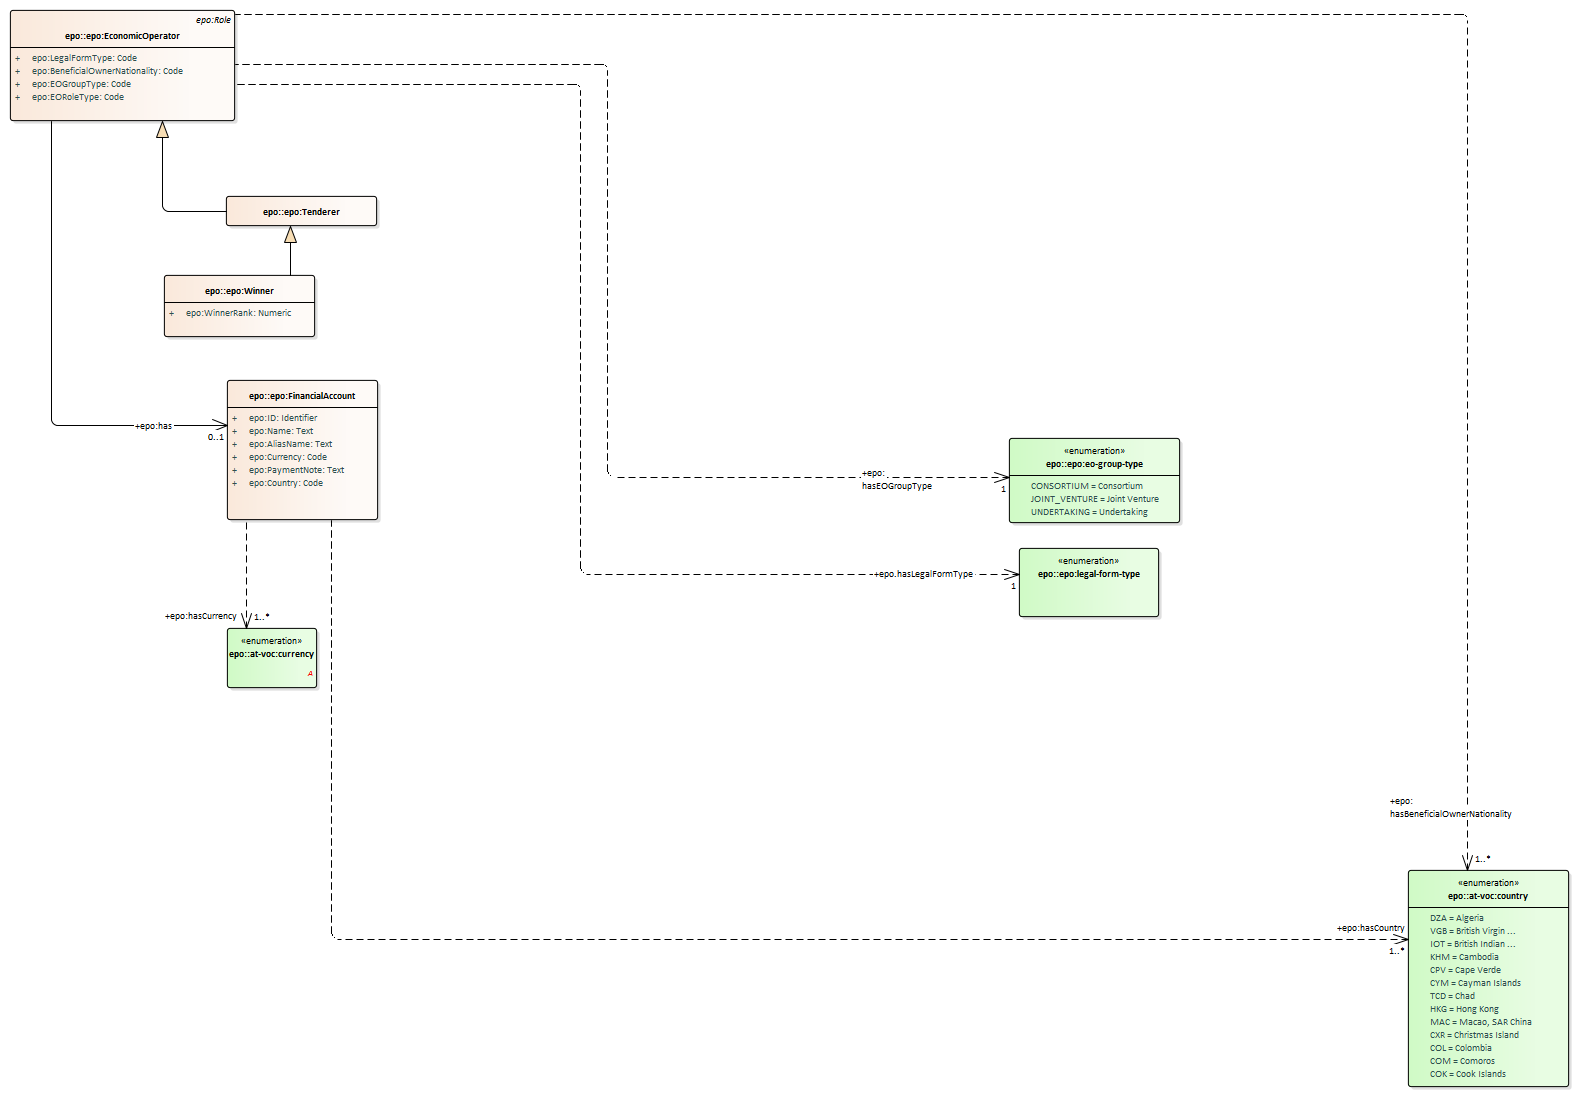 epo:Role
epo::epo:EconomicOperator
+ epo:LegalFormType: Code
+ epo:BeneficialOwnerNationality: Code
+ epo:EOGroupType: Code
+ epo:EORoleType: Code
epo::epo:Tenderer
epo::epo:Winner
+ epo:WinnerRank: Numeric
epo::epo:FinancialAccount
+ epo:ID: Identifier
+ epo:Name: Text
+ epo:AliasName: Text
+ epo:Currency: Code
+ epo:PaymentNote: Text
+ epo:Country: Code
+epo:has
0..1
«enumeration»
epo::epo:eo-group-type
CONSORTIUM = Consortium
JOINT_VENTURE = Joint Venture
UNDERTAKING = Undertaking
+epo:
hasEOGroupType
1
«enumeration»
epo::epo:legal-form-type
+epo.hasLegalFormType
1
+epo:hasCurrency
1..*
«enumeration»
epo::at-voc:currency
+epo:
hasBeneficialOwnerNationality
1..*
«enumeration»
epo::at-voc:country
DZA = Algeria
VGB = British Virgin ...
IOT = British Indian ...
KHM = Cambodia
CPV = Cape Verde
CYM = Cayman Islands
TCD = Chad
HKG = Hong Kong
MAC = Macao, SAR China
CXR = Christmas Island
COL = Colombia
COM = Comoros
COK = Cook Islands
+epo:hasCountry
1..*